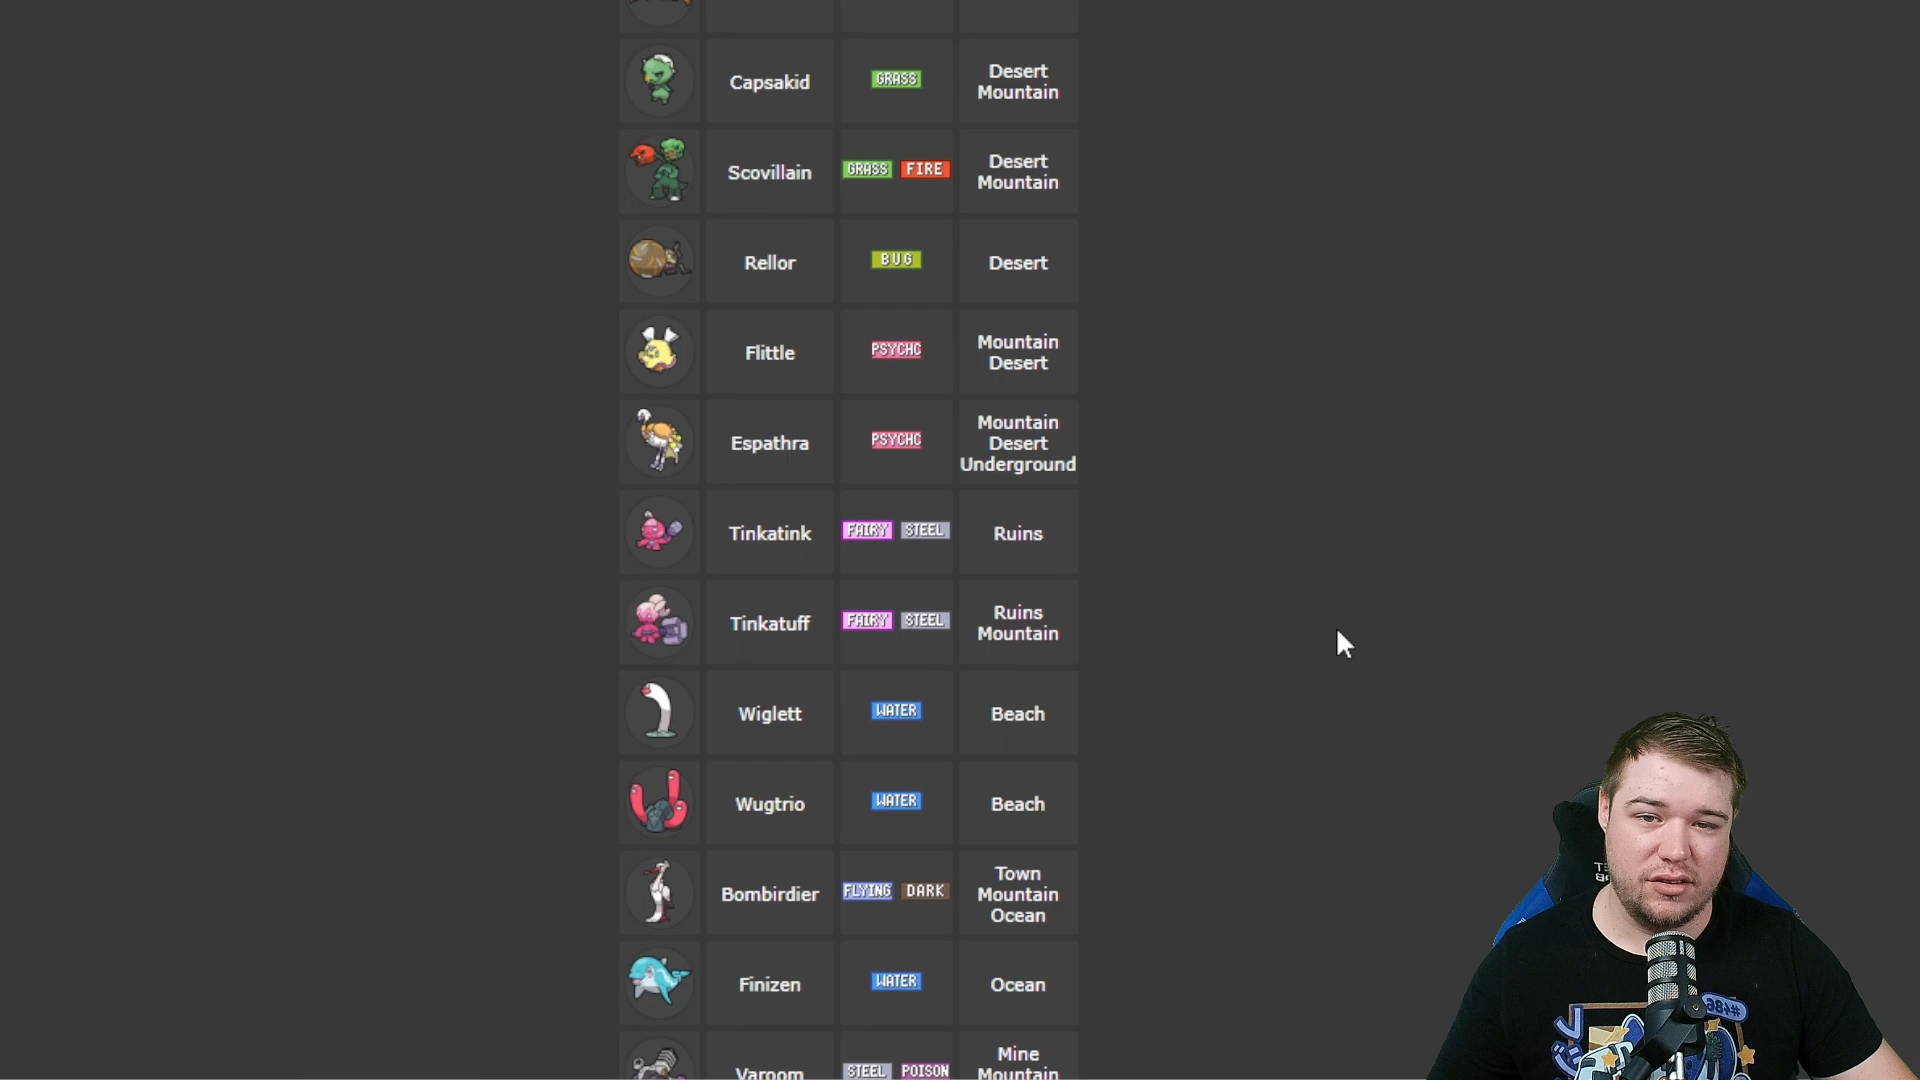 Capsakid
GRASS
Desert
Mountain
Scovillain
GRASS FIRE
Desert
Mountain
Rellor
BUG
Desert
Flittle
PSYCHC
Mountain
Desert
Espathra
PSYCHC
Mountain
Desert
Underground
Tinkatink
FAIRY STEEL
Ruins
Tinkatuff
FAIRY STEEL
Ruins
Mountain
Wiglett
WATER
Beach
Wugtrio
WATER
Beach
Bombirdier
FLYING DARK
Town
Mountain
Ocean
Finizen
WATER
Ocean
Varoom
STEEL POISON
Mine
Mountain